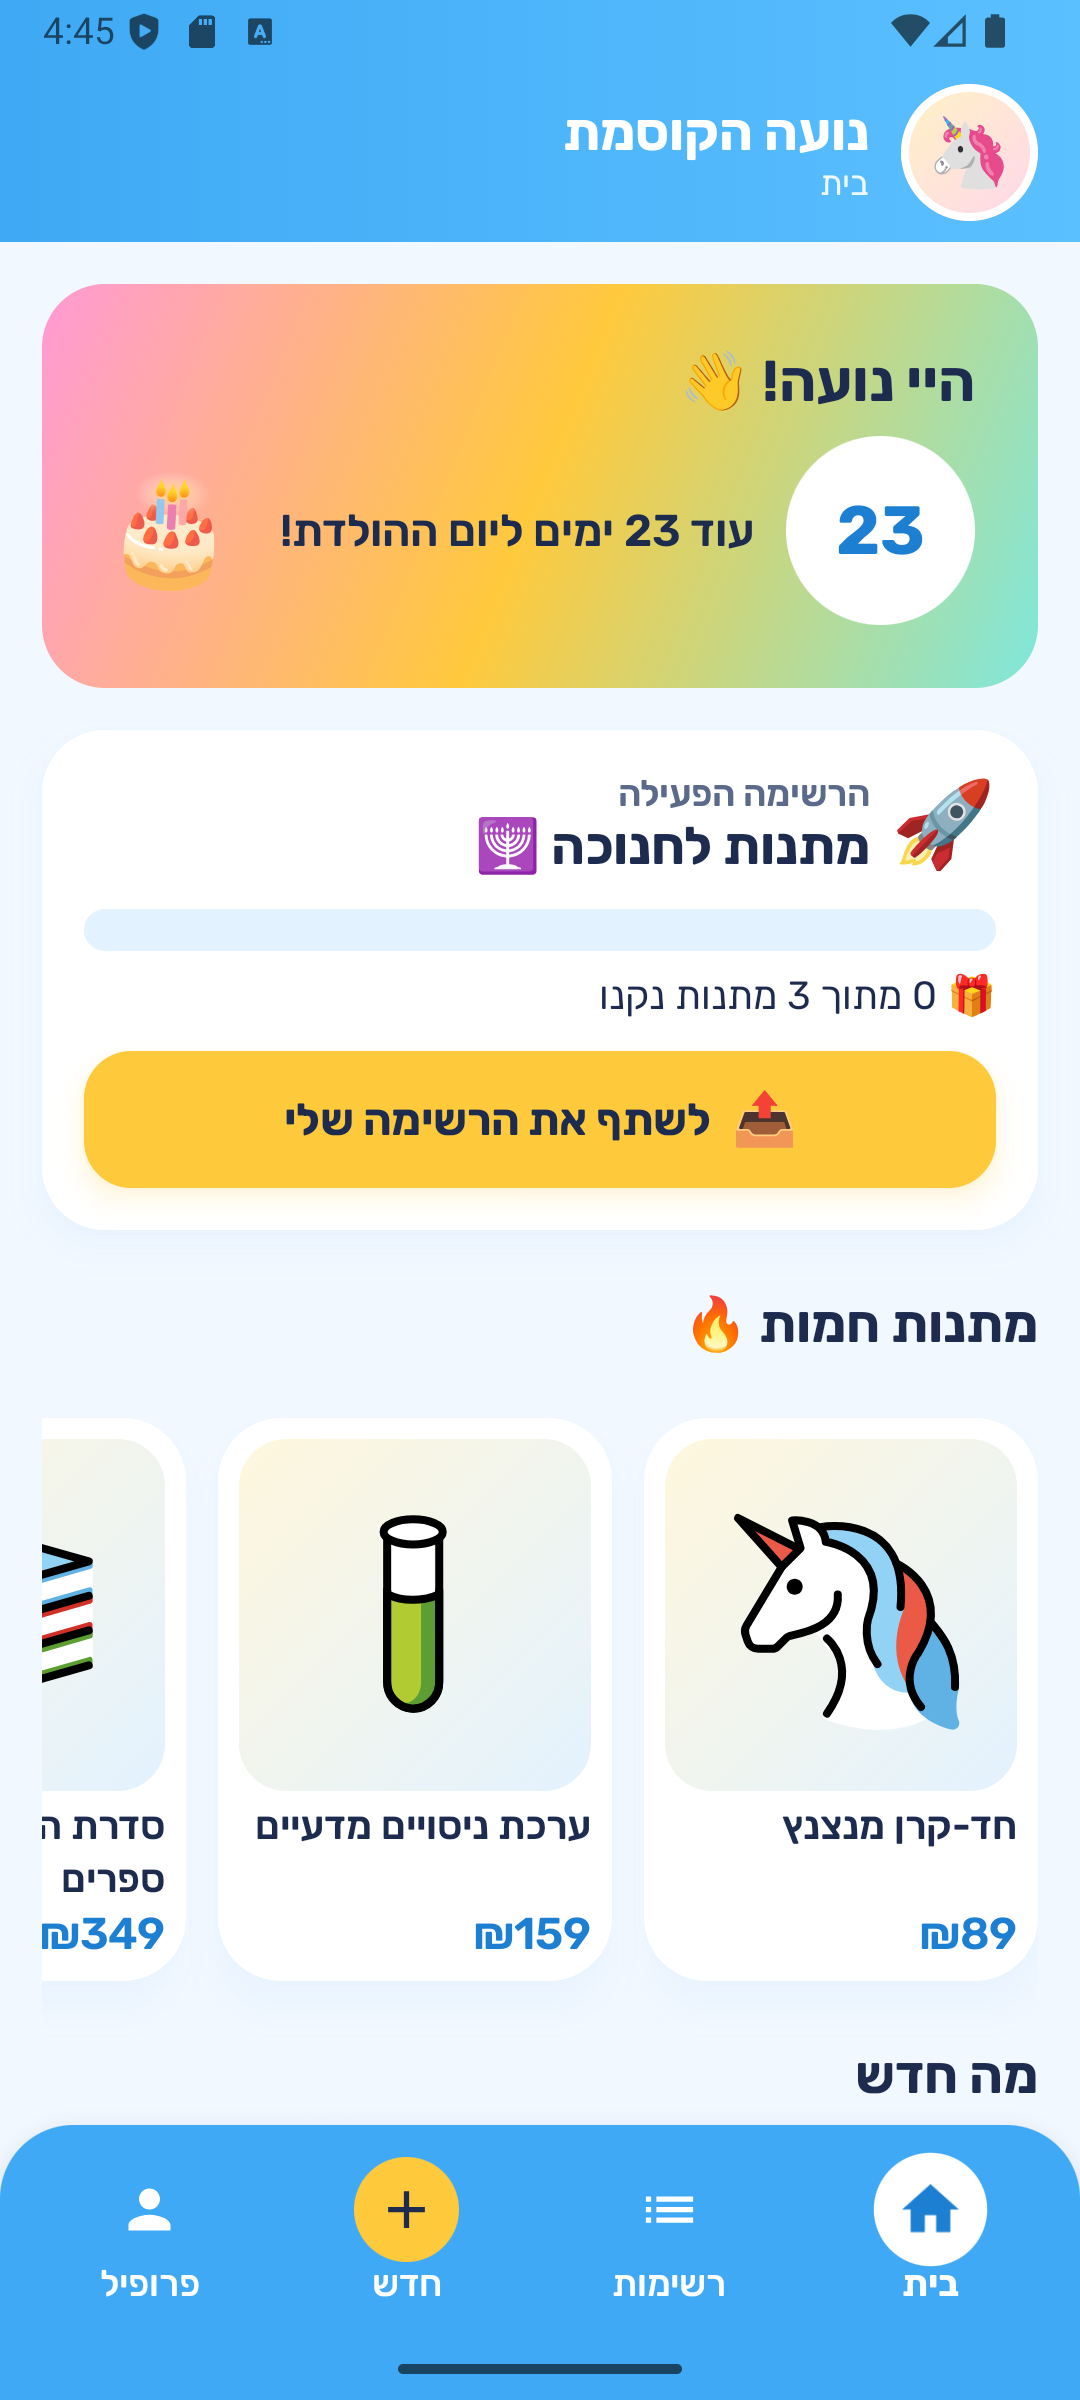 4:45
נועה הקוסמת
בית
היי נועה! 👋
23
עוד 23 ימים ליום ההולדת!
הרשימה הפעילה
מתנות לחנוכה 🕎
🎁 0 מתוך 3 מתנות נקנו
📤 לשתף את הרשימה שלי
מתנות חמות 🔥
חד-קרן מנצנץ
₪89
ערכת ניסויים מדעיים
₪159
סדרת ה
ספרים
₪349
מה חדש
בית
רשימות
חדש
פרופיל